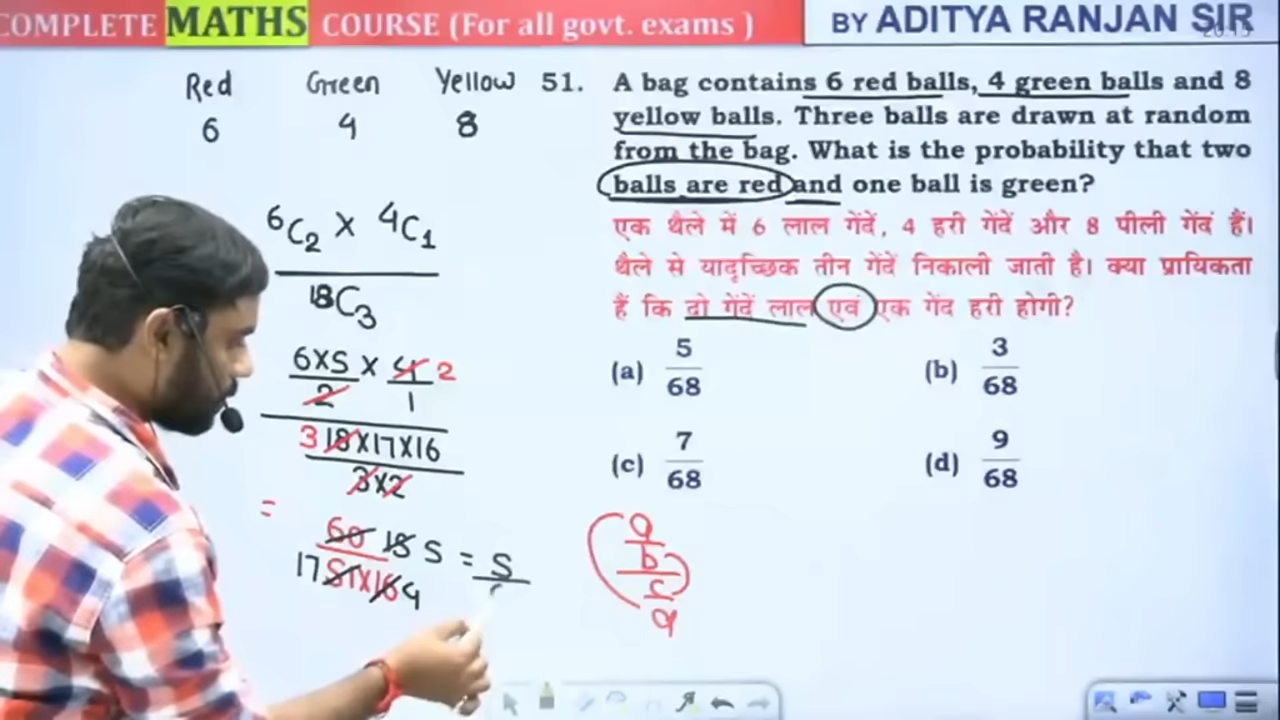 COMPLETE MATHS COURSE (For all govt. exams )
BY ADITYA RANJAN SIR
Red Green Yellow
6 4 8
51. A bag contains 6 red balls, 4 green balls and 8
yellow balls. Three balls are drawn at random
from the bag. What is the probability that two
balls are red and one ball is green?
एक थैले में 6 लाल गेंदें, 4 हरी गेंदें और 8 पीली गेंदें हैं।
थैले से यादृच्छिक तीन गेंदें निकाली जाती है। क्या प्रायिकता
हैं कि दो गेंदें लाल एवं एक गेंद हरी होगी?
(a) 5/68
(b) 3/68
(c) 7/68
(d) 9/68
6C2 × 4C1
18C3
6×5 × 4 2
2 1
3 18×17×16
3×2
=
60 15 5 = 5
17 51×16 4
a
b
c
d